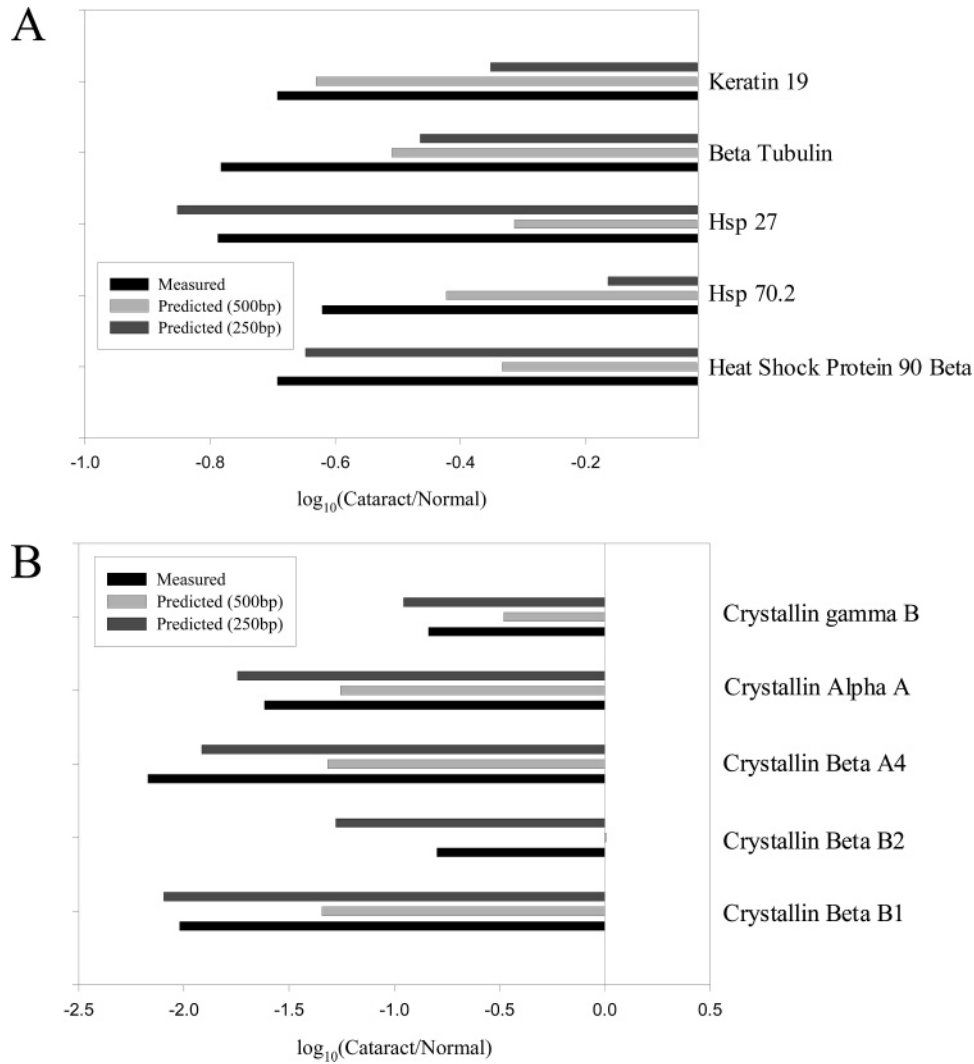 A
Keratin 19
Beta Tubulin
Hsp 27
Measured
Predicted (500bp)
Predicted (250bp)
Hsp 70.2
Heat Shock Protein 90 Beta
-1.0 -0.8 -0.6 -0.4 -0.2
log10(Cataract/Normal)
B
Measured
Predicted (500bp)
Predicted (250bp)
Crystallin gamma B
Crystallin Alpha A
Crystallin Beta A4
Crystallin Beta B2
Crystallin Beta B1
-2.5 -2.0 -1.5 -1.0 -0.5 0.0 0.5
log10(Cataract/Normal)